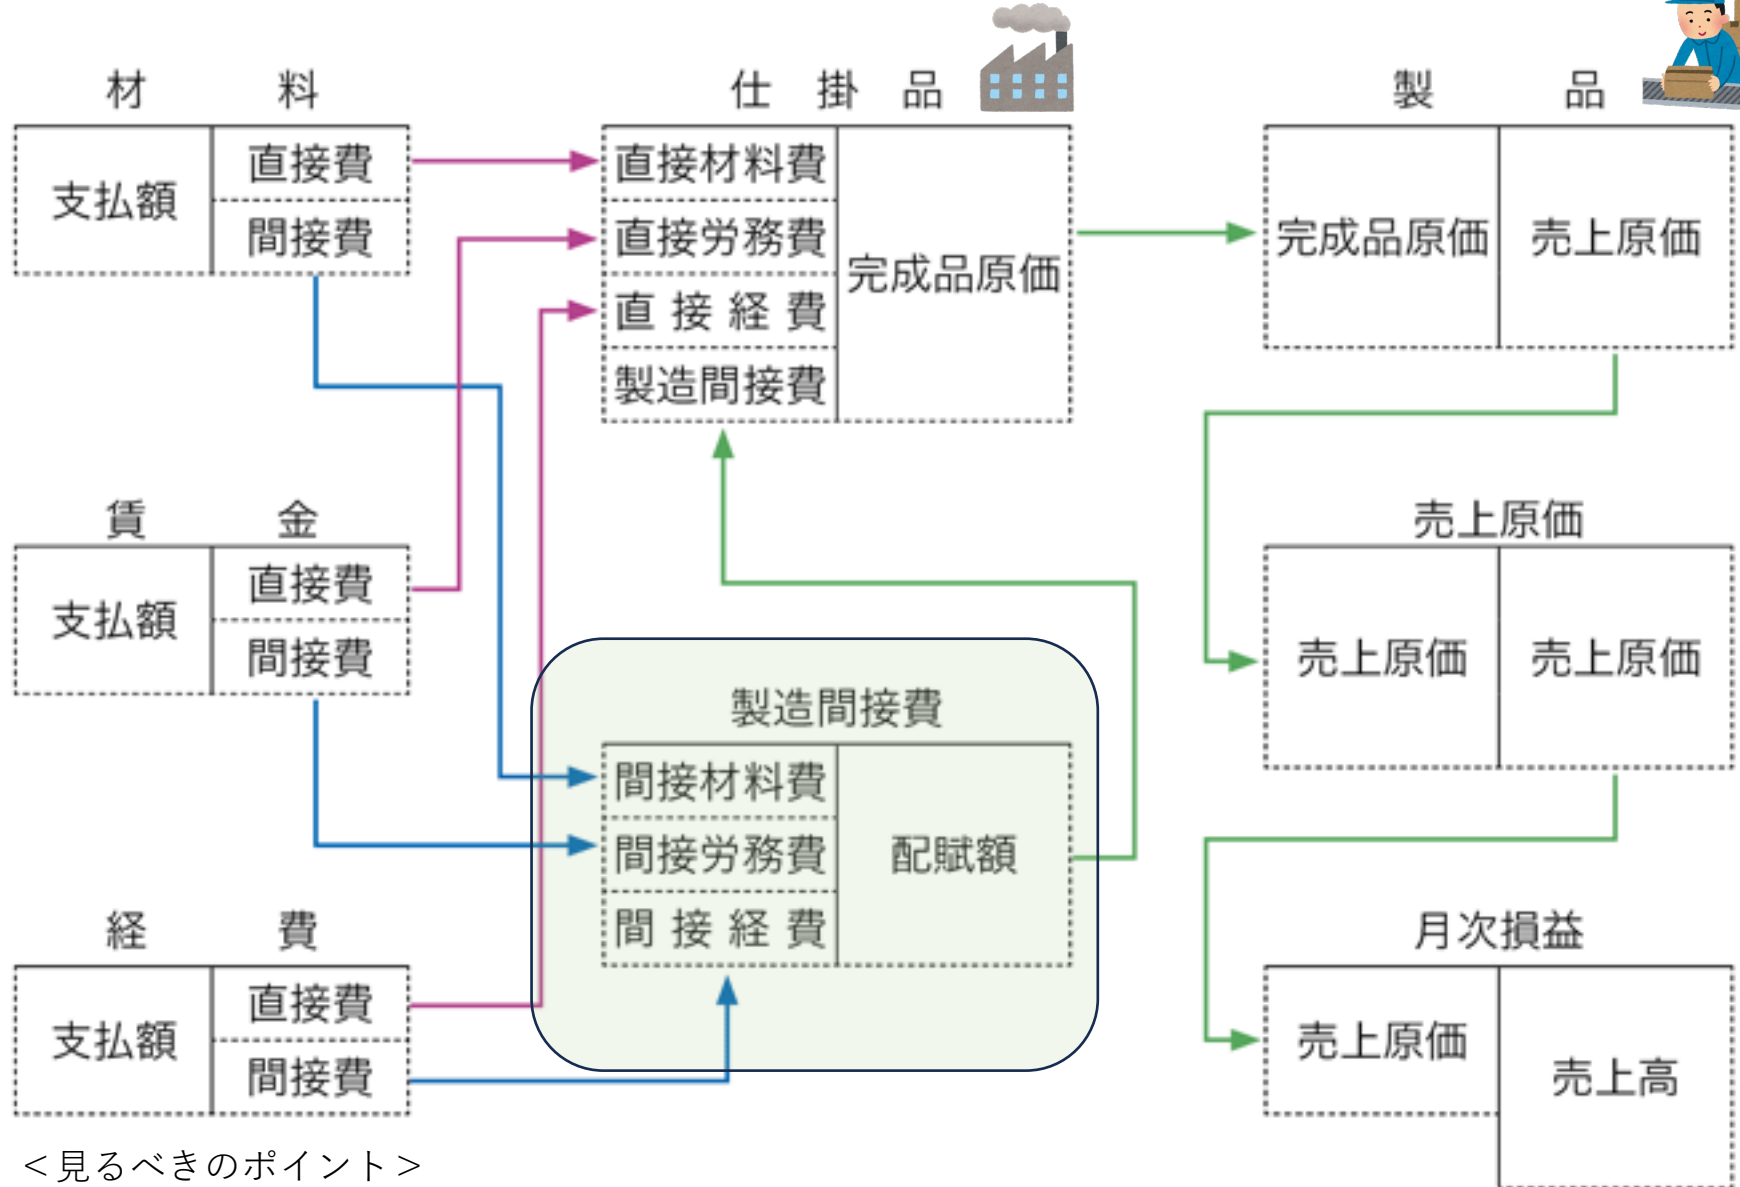 材料
支払額
直接費
間接費
賃金
支払額
直接費
間接費
経費
支払額
直接費
間接費
仕掛品
直接材料費
直接労務費
直接経費
製造間接費
完成品原価
製造間接費
間接材料費
間接労務費
間接経費
配賦額
製品
完成品原価
売上原価
売上原価
売上原価
売上原価
月次損益
売上原価
売上高
＜見るべきのポイント＞